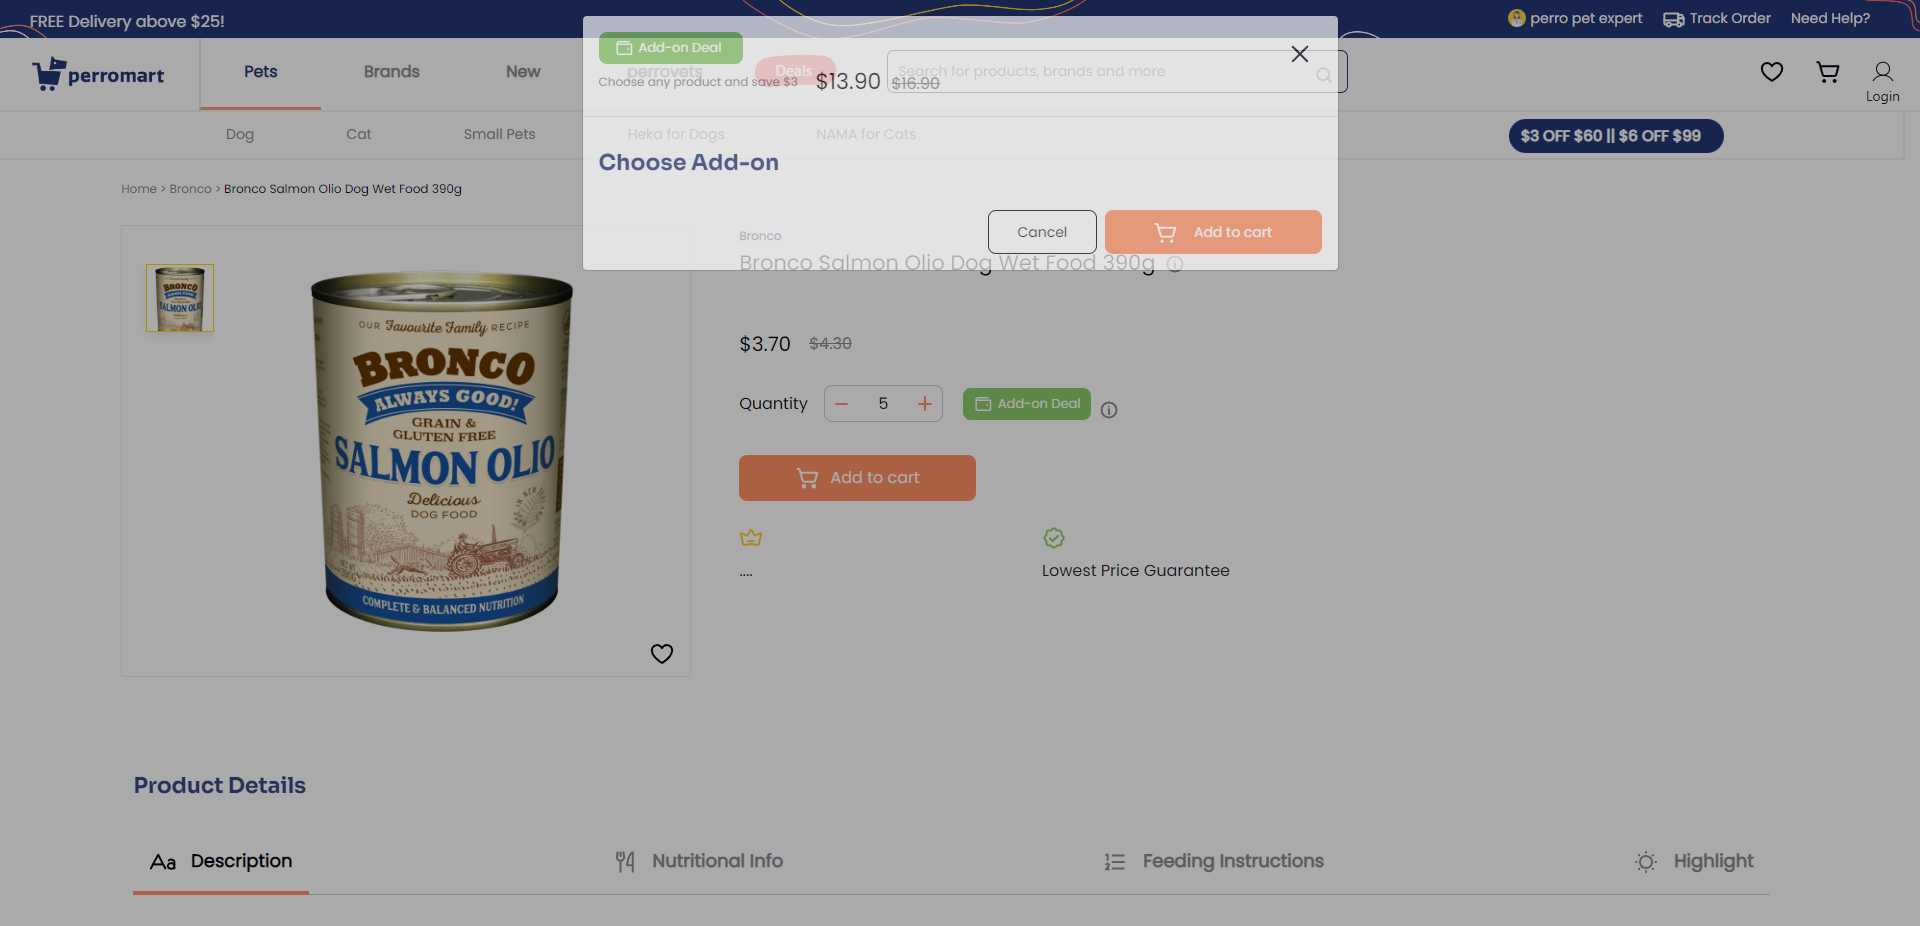 FREE Delivery above $25!
perro pet expert
Track Order
Need Help?
perromart
Pets
Brands
New
perrovets
Deals
Search for products, brands and more
Login
Add-on Deal
Choose any product and save $3
$13.90 $16.90
Dog
Cat
Small Pets
Heka for Dogs
NAMA for Cats
$3 OFF $60 || $6 OFF $99
Choose Add-on
Cancel
Add to cart
Home > Bronco > Bronco Salmon Olio Dog Wet Food 390g
Bronco
Bronco Salmon Olio Dog Wet Food 390g
BRONCO
ALWAYS GOOD!
SALMON OLIO
OUR Favourite Family RECIPE
BRONCO
ALWAYS GOOD!
GRAIN &
GLUTEN FREE
SALMON OLIO
Delicious
DOG FOOD
COMPLETE & BALANCED NUTRITION
$3.70 $4.30
Quantity
5
Add-on Deal
Add to cart
....
Lowest Price Guarantee
Product Details
Aa Description
Nutritional Info
Feeding Instructions
Highlight